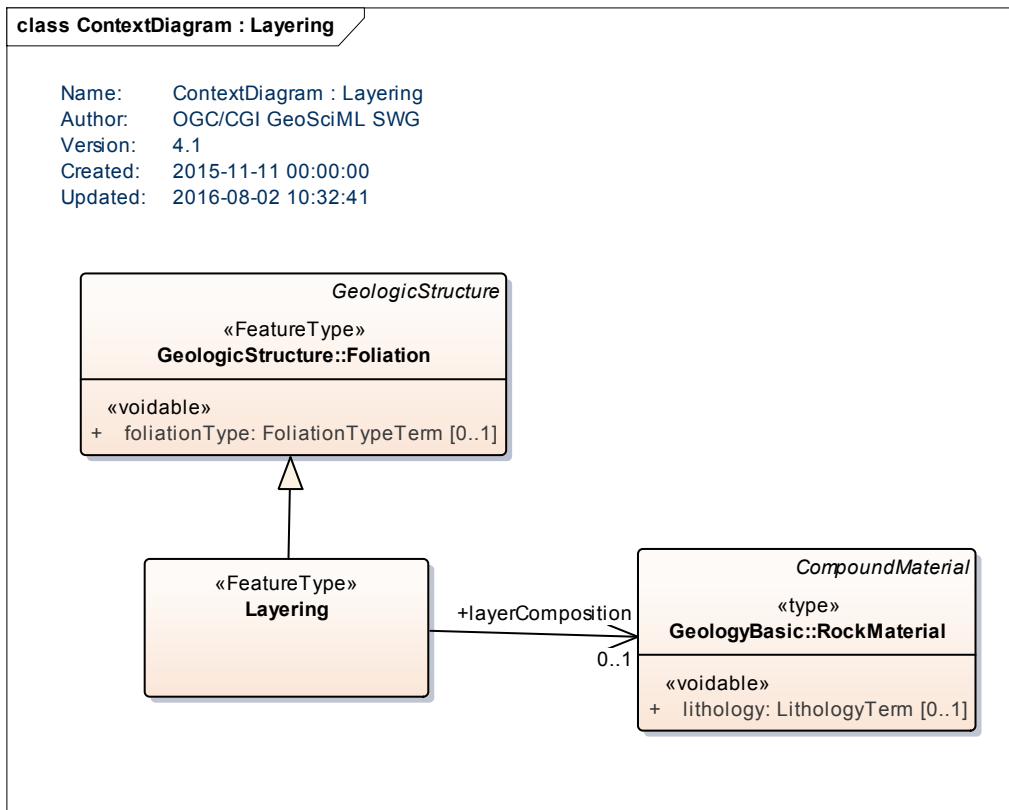 class ContextDiagram : Layering
Name: ContextDiagram : Layering
Author: OGC/CGI GeoSciML SWG
Version: 4.1
Created: 2015-11-11 00:00:00
Updated: 2016-08-02 10:32:41
GeologicStructure
«FeatureType»
GeologicStructure::Foliation
«voidable»
+ foliationType: FoliationTypeTerm [0..1]
«FeatureType»
Layering
+layerComposition
0..1
CompoundMaterial
«type»
GeologyBasic::RockMaterial
«voidable»
+ lithology: LithologyTerm [0..1]